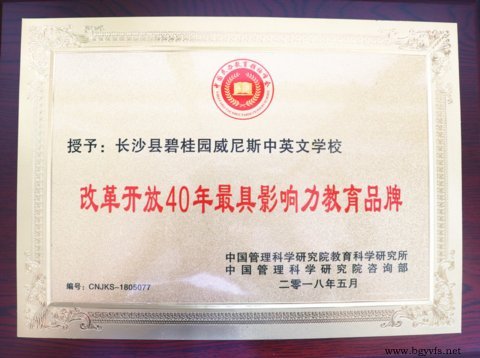 授予：长沙县碧桂园威尼斯中英文学校
改革开放40年最具影响力教育品牌
中国管理科学研究院教育科学研究所
中国管理科学研究院咨询部
编号：CNJKS-1805077
二零一八年五月
www.bgyyfs.net